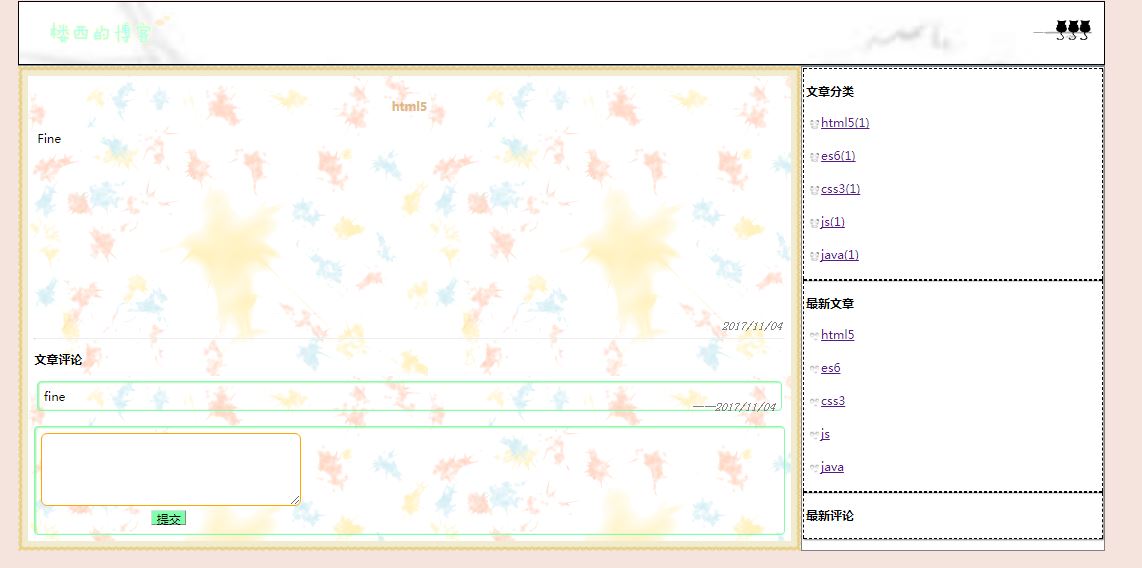 楼西的博客
html5
Fine
2017/11/04
文章评论
fine
——2017/11/04
提交
文章分类
html5(1)
es6(1)
css3(1)
js(1)
java(1)
最新文章
html5
es6
css3
js
java
最新评论